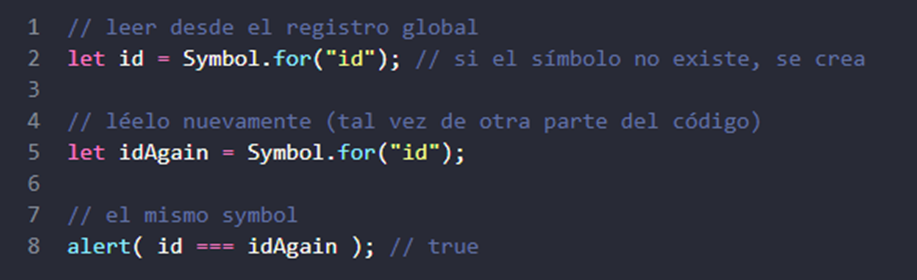 1 // leer desde el registro global
2 let id = Symbol.for("id"); // si el símbolo no existe, se crea
3
4 // léelo nuevamente (tal vez de otra parte del código)
5 let idAgain = Symbol.for("id");
6
7 // el mismo symbol
8 alert( id === idAgain ); // true